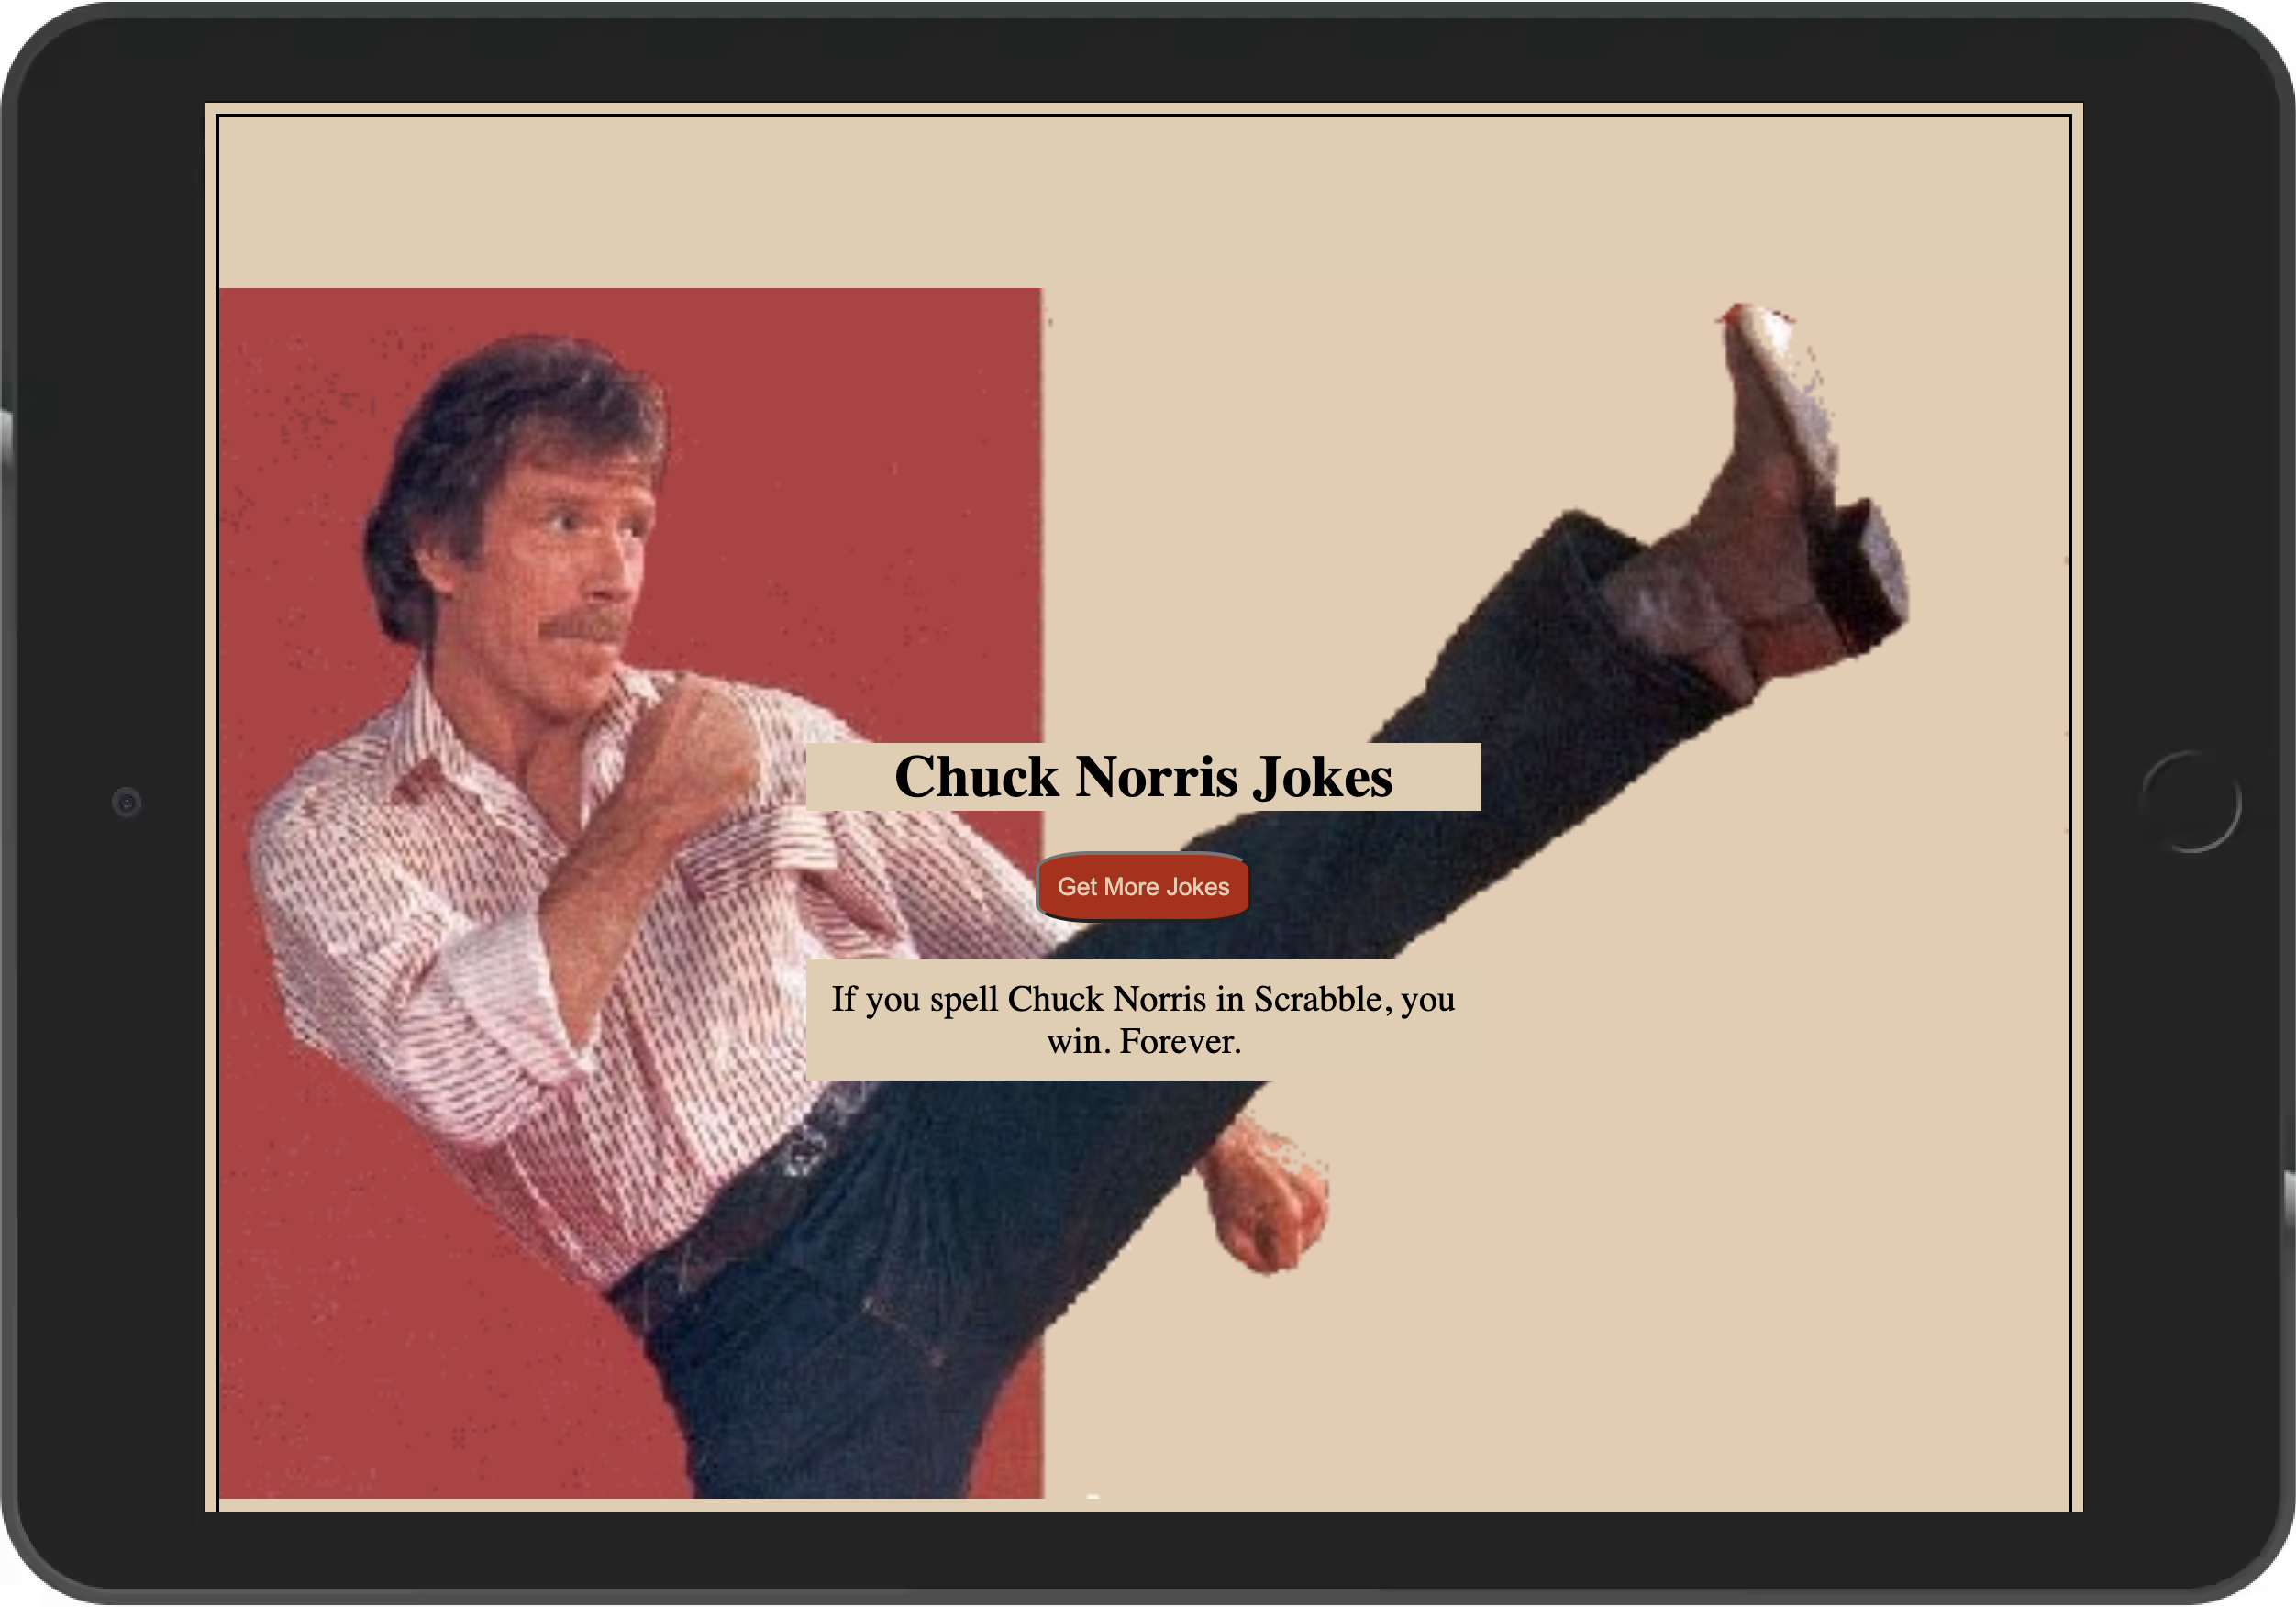 Chuck Norris Jokes
Get More Jokes
If you spell Chuck Norris in Scrabble, you
win. Forever.